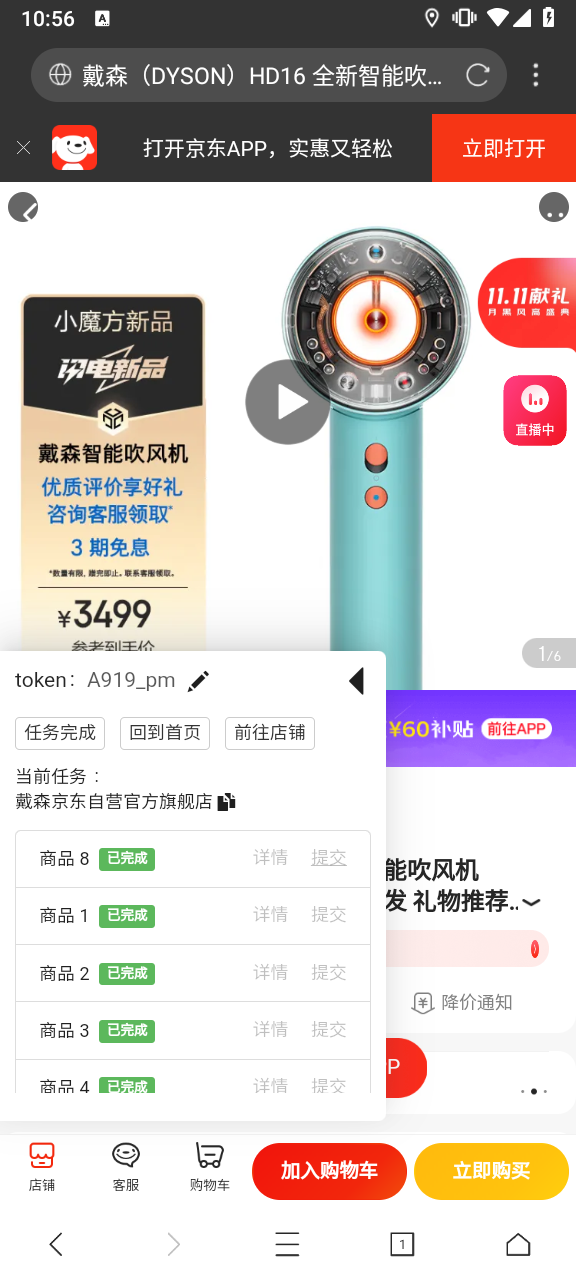 10:56
A
戴森（DYSON）HD16 全新智能吹...
打开京东APP，实惠又轻松
立即打开
小魔方新品
闪电新品
戴森智能吹风机
优质评价享好礼
咨询客服领取*
3 期免息
*数量有限，赠完即止。联系客服领取。
¥3499
参考到手价
11.11献礼
月黑风高盛典
直播中
1/6
token： A919_pm
任务完成 回到首页 前往店铺
当前任务：
戴森京东自营官方旗舰店
商品 8 已完成 详情 提交
商品 1 已完成 详情 提交
商品 2 已完成 详情 提交
商品 3 已完成 详情 提交
商品 4 已完成 详情 提交
¥60补贴 前往APP
能吹风机
发 礼物推荐..
降价通知
P
店铺
客服
购物车
加入购物车
立即购买
1